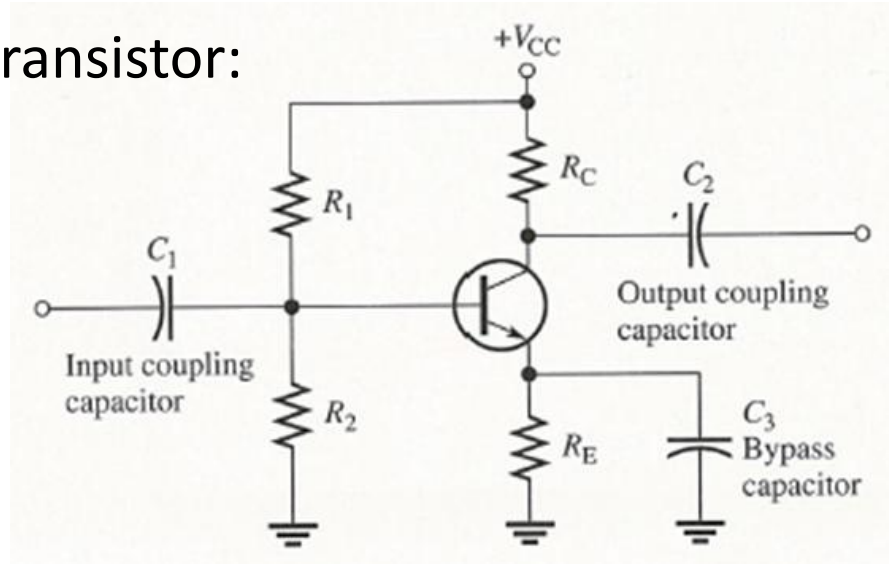 ransistor:
+VCC
RC
C2
R1
C1
Output coupling
capacitor
Input coupling
capacitor
R2
C3
RE
Bypass
capacitor